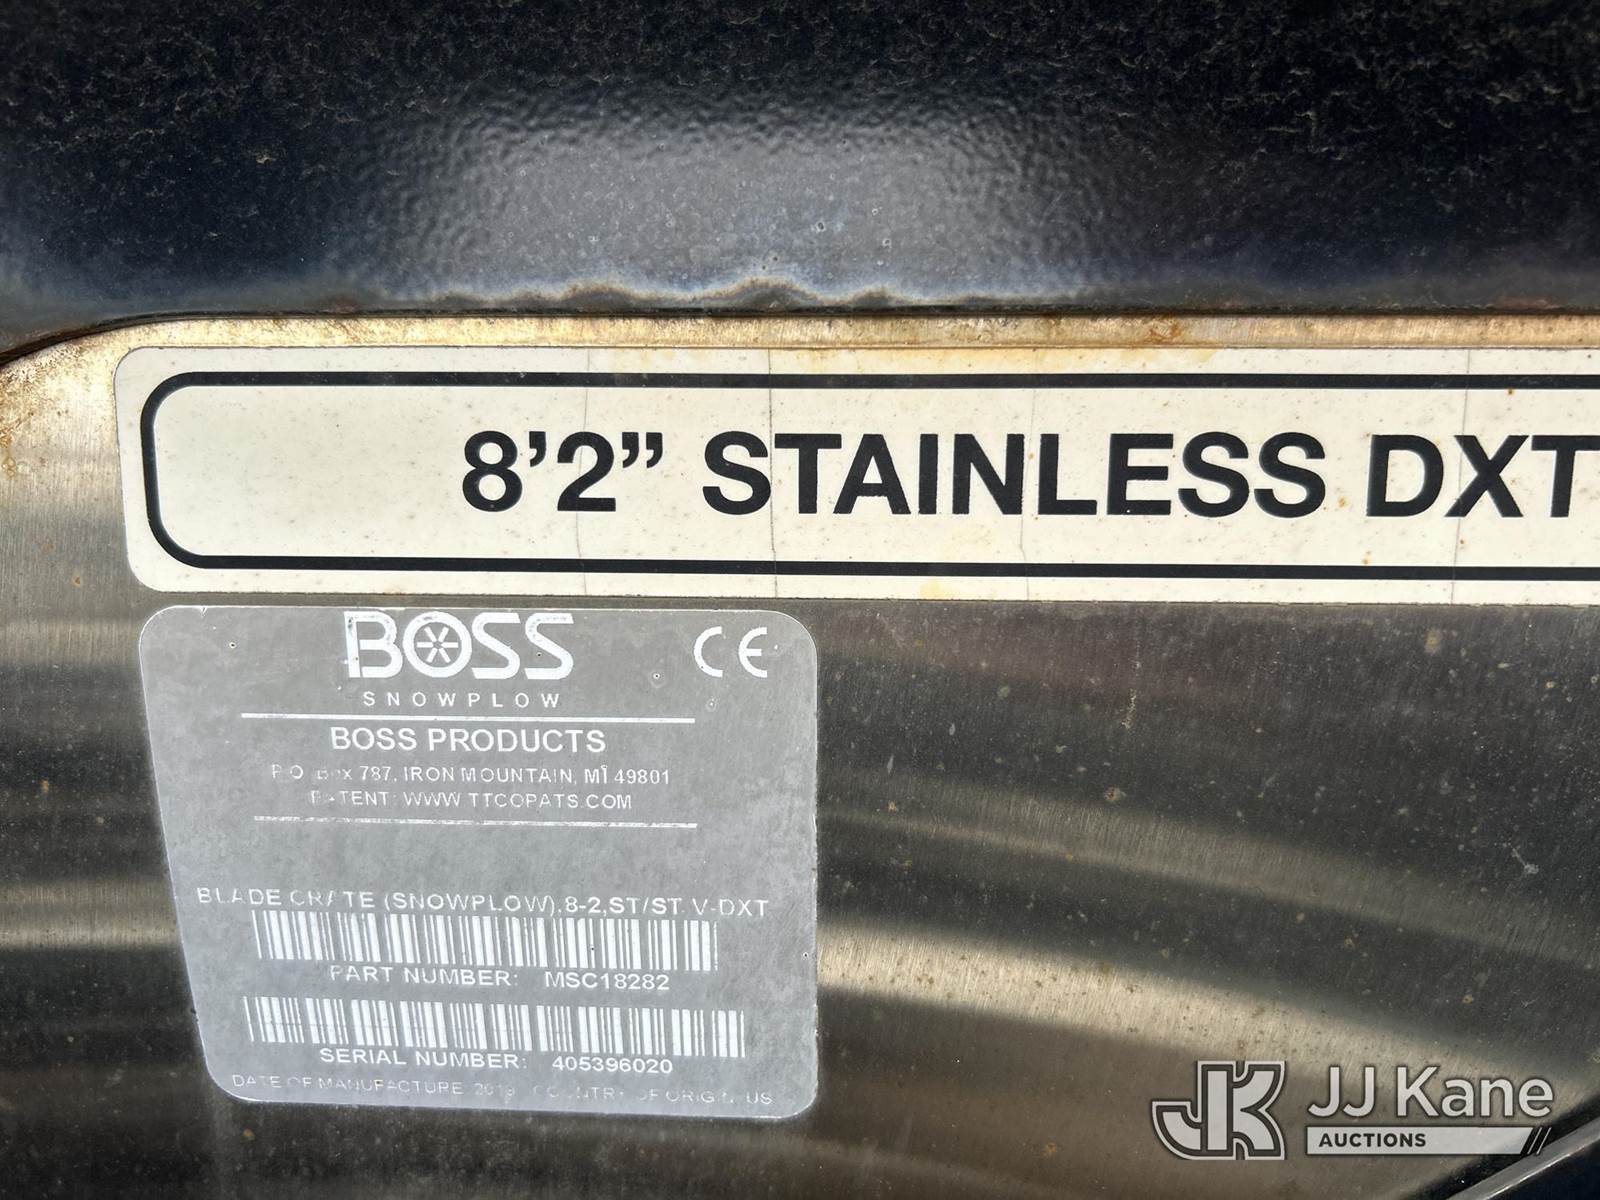 8’2” STAINLESS DXT
BOSS
SNOWPLOW
CE
BOSS PRODUCTS
P.O. Box 787, IRON MOUNTAIN, MI 49801
PATENT: WWW.TTCOPATS.COM
BLADE CRATE (SNOWPLOW),8-2,ST/ST, V-DXT
PART NUMBER: MSC18282
SERIAL NUMBER: 405396020
DATE OF MANUFACTURE 2019 COUNTRY OF ORIGIN: US
JK JJ Kane
AUCTIONS